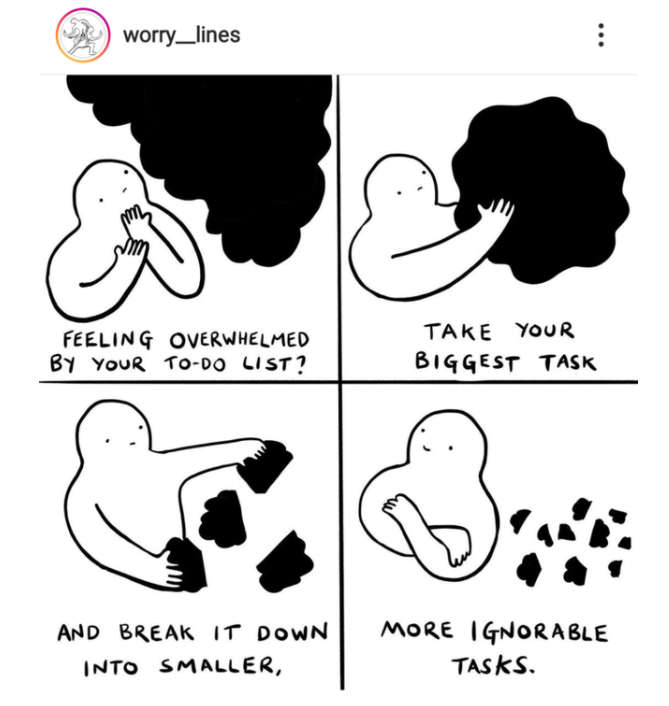 worry__lines
FEELING OVERWHELMED
BY YOUR TO-DO LIST?
TAKE YOUR
BIGGEST TASK
AND BREAK IT DOWN
INTO SMALLER,
MORE IGNORABLE
TASKS.